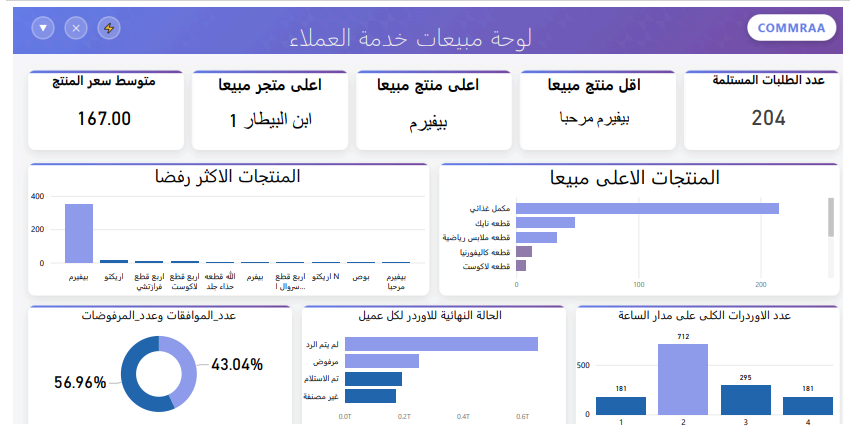 COMMRAA
لوحة مبيعات خدمة العملاء
عدد الطلبات المستلمة
204
اقل منتج مبيعا
بيفيرم مرحبا
اعلى منتج مبيعا
بيفيرم
اعلى متجر مبيعا
ابن البيطار 1
متوسط سعر المنتج
167.00
المنتجات الاعلى مبيعا
مكمل غذائي
قطعه نايك
قطعه ملابس رياضية
قطعه كاليفورنيا
قطعه لاكوست
0 100 200
المنتجات الاكثر رفضا
400
200
0
بيفيرم
اريكتو
اربع قطع فرازتشي
اربع قطع لاكوست
الله قطعه حذاء جلد
بيفرم
اربع قطع سروال ا...
اريكتو N
بوص
بيفيرم مرحبا
عدد الاوردرات الكلى على مدار الساعة
500
0
181 712 295 181
1 2 3 4
الحالة النهائية للاوردر لكل عميل
لم يتم الرد
مرفوض
تم الاستلام
غير مصنفة
0.0T 0.2T 0.4T 0.6T
عدد_الموافقات وعدد_المرفوضات
43.04%
56.96%